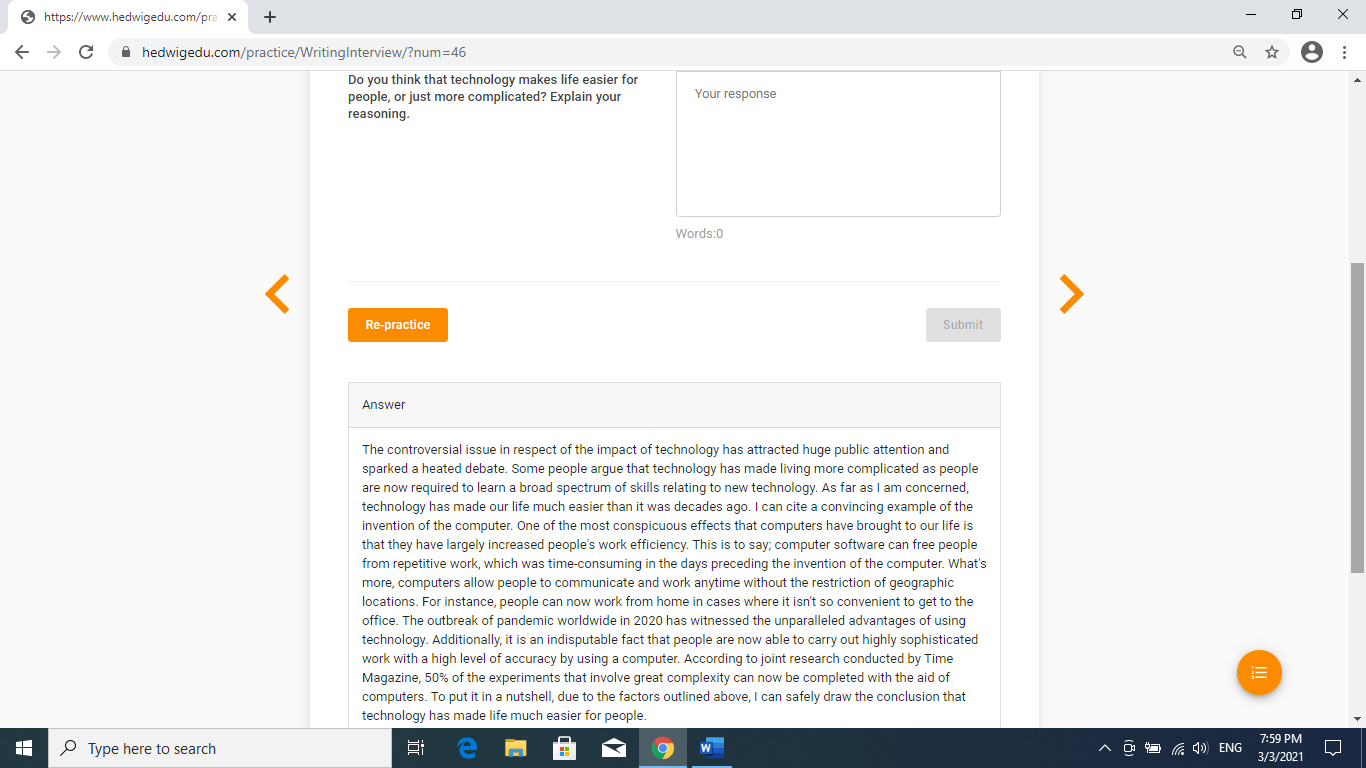 https://www.hedwigedu.com/pra
hedwigedu.com/practice/WritingInterview/?num=46
Do you think that technology makes life easier for
people, or just more complicated? Explain your
reasoning.
Your response
Words:0
Re-practice
Submit
Answer
The controversial issue in respect of the impact of technology has attracted huge public attention and
sparked a heated debate. Some people argue that technology has made living more complicated as people
are now required to learn a broad spectrum of skills relating to new technology. As far as I am concerned,
technology has made our life much easier than it was decades ago. I can cite a convincing example of the
invention of the computer. One of the most conspicuous effects that computers have brought to our life is
that they have largely increased people's work efficiency. This is to say; computer software can free people
from repetitive work, which was time-consuming in the days preceding the invention of the computer. What's
more, computers allow people to communicate and work anytime without the restriction of geographic
locations. For instance, people can now work from home in cases where it isn't so convenient to get to the
office. The outbreak of pandemic worldwide in 2020 has witnessed the unparalleled advantages of using
technology. Additionally, it is an indisputable fact that people are now able to carry out highly sophisticated
work with a high level of accuracy by using a computer. According to joint research conducted by Time
Magazine, 50% of the experiments that involve great complexity can now be completed with the aid of
computers. To put it in a nutshell, due to the factors outlined above, I can safely draw the conclusion that
technology has made life much easier for people.
Type here to search
ENG
7:59 PM
3/3/2021